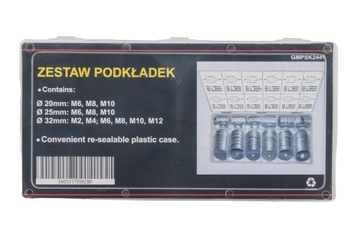 GMPSK244
ZESTAW PODKŁADEK
• Contains:
Ø 20mm: M6, M8, M10
Ø 25mm: M6, M8, M10
Ø 32mm: M2, M4; M6, M8, M10, M12
• Convenient re-sealable plastic case.